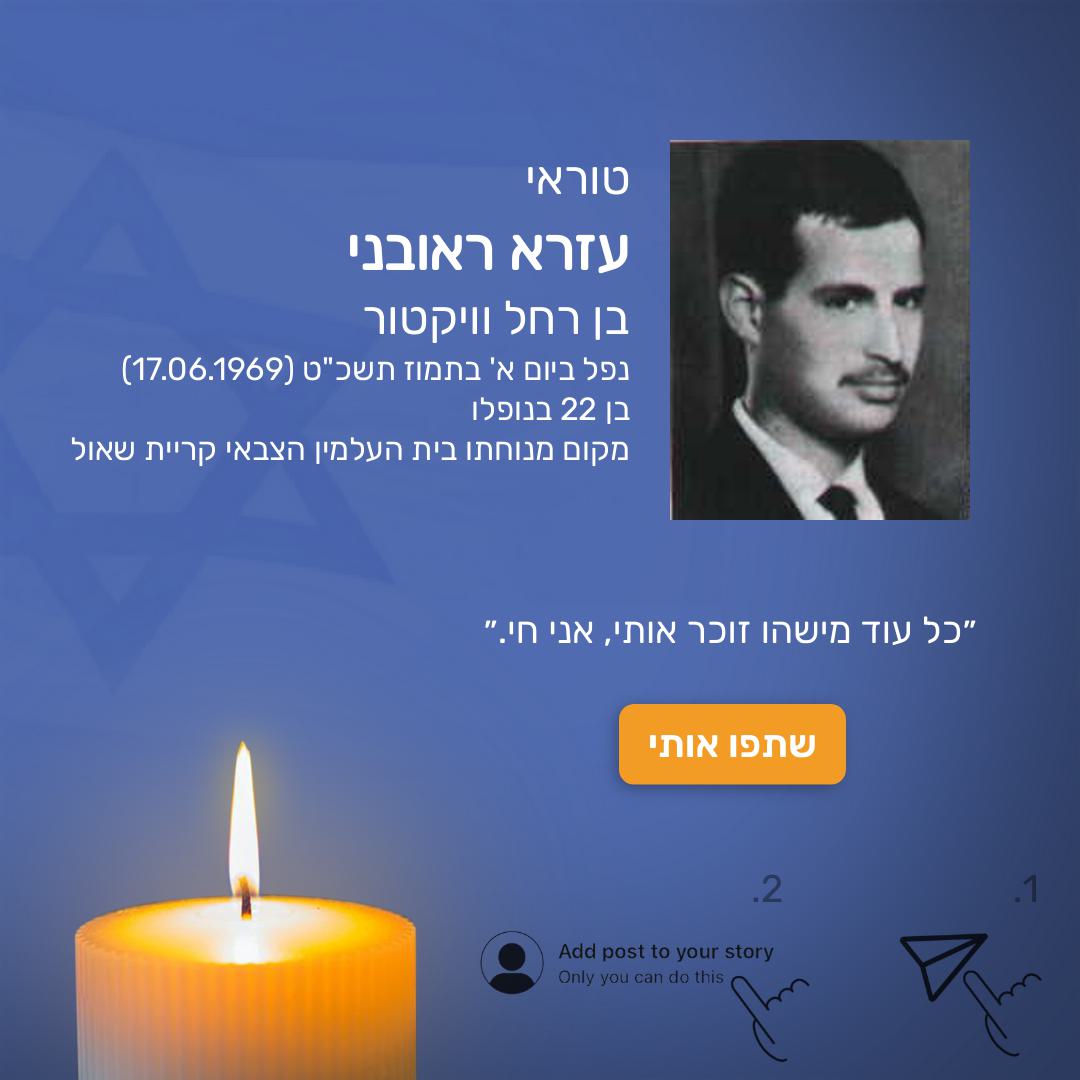 טוראי
עזרא ראובני
בן רחל וויקטור
נפל ביום א' בתמוז תשכ"ט (17.06.1969)
בן 22 בנופלו
מקום מנוחתו בית העלמין הצבאי קריית שאול
״כל עוד מישהו זוכר אותי, אני חי.״
שתפו אותי
1.
2.
Add post to your story
Only you can do this